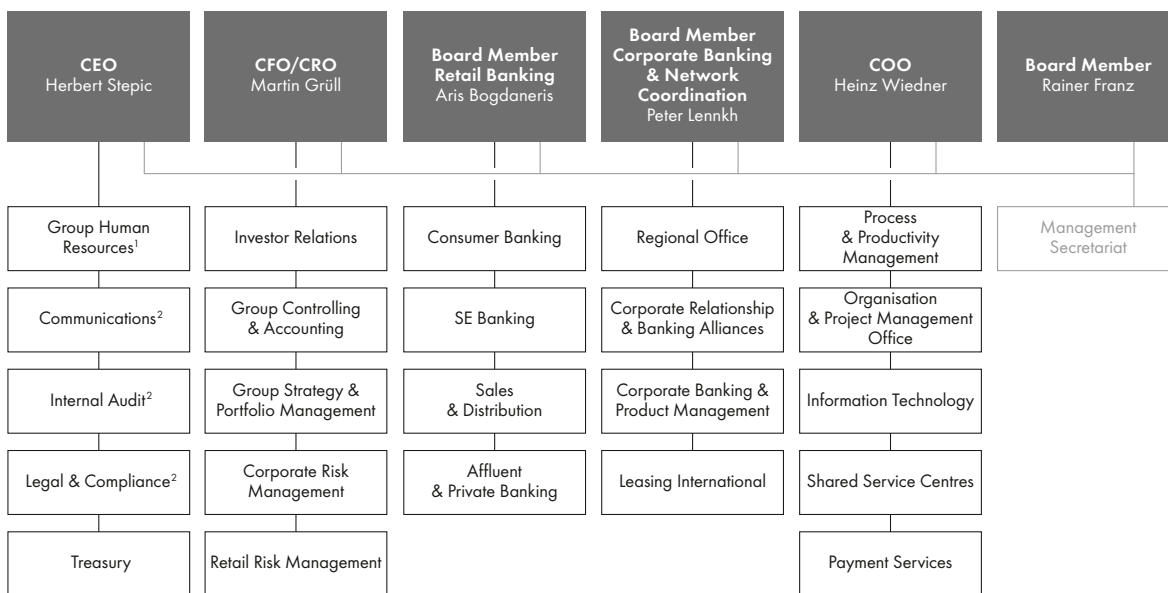 CEO
Herbert Stepic
CFO/CRO
Martin Grüll
Board Member
Retail Banking
Aris Bogdaneris
Board Member
Corporate Banking
& Network
Coordination
Peter Lennkh
COO
Heinz Wiedner
Board Member
Rainer Franz
Group Human
Resources¹
Investor Relations
Consumer Banking
Regional Office
Process
& Productivity
Management
Management
Secretariat
Communications²
Group Controlling
& Accounting
SE Banking
Corporate Relationship
& Banking Alliances
Organisation
& Project Management
Office
Internal Audit²
Group Strategy &
Portfolio Management
Sales
& Distribution
Corporate Banking &
Product Management
Information Technology
Legal & Compliance²
Corporate Risk
Management
Affluent
& Private Banking
Leasing International
Shared Service Centres
Treasury
Retail Risk Management
Payment Services